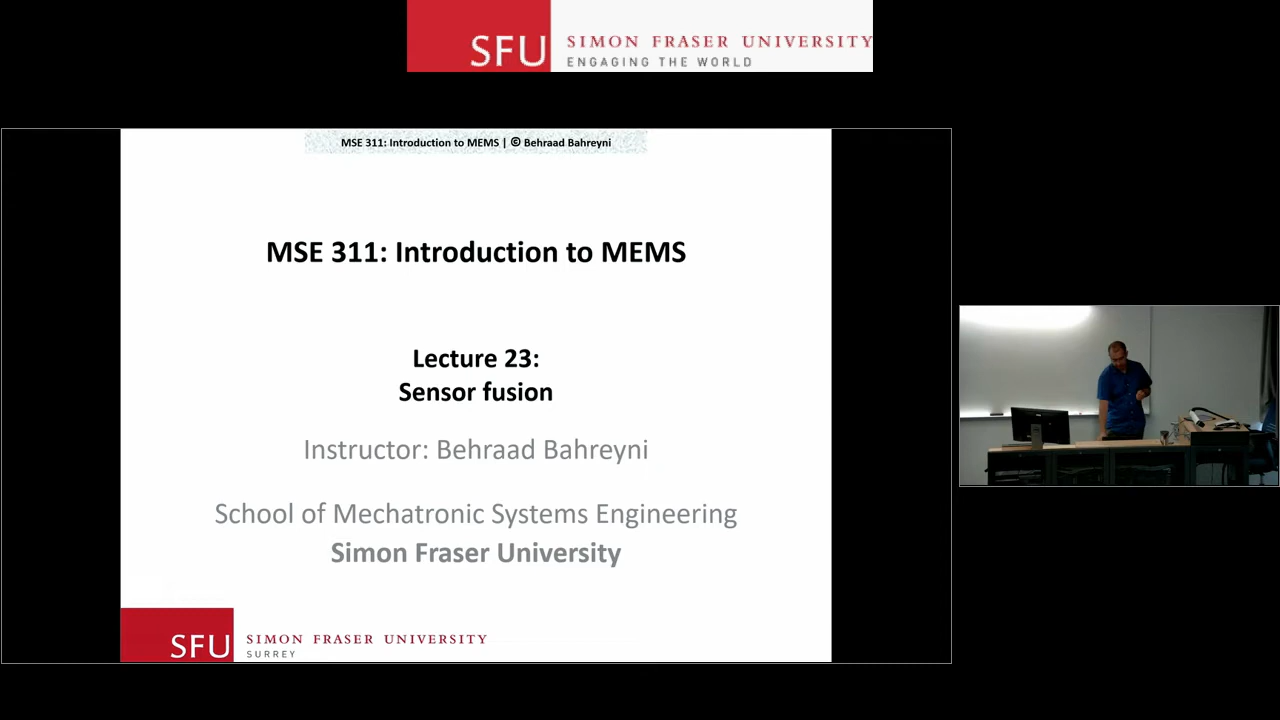 SFU SIMON FRASER UNIVERSITY
ENGAGING THE WORLD
MSE 311: Introduction to MEMS | © Behraad Bahreyni
MSE 311: Introduction to MEMS
Lecture 23:
Sensor fusion
Instructor: Behraad Bahreyni
School of Mechatronic Systems Engineering
Simon Fraser University
SFU SIMON FRASER UNIVERSITY
SURREY